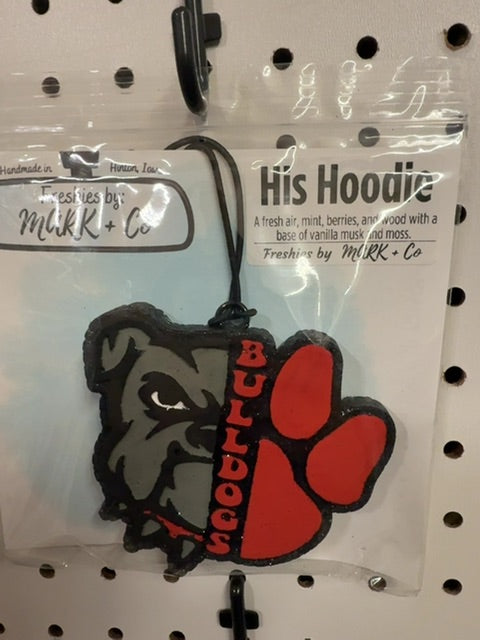 Handmade in Hinton, Iowa
Freshies by:
MARK + Co
His Hoodie
A fresh air, mint, berries, and wood with a
base of vanilla musk and moss.
Freshies by MARK + Co
BULLDOGS